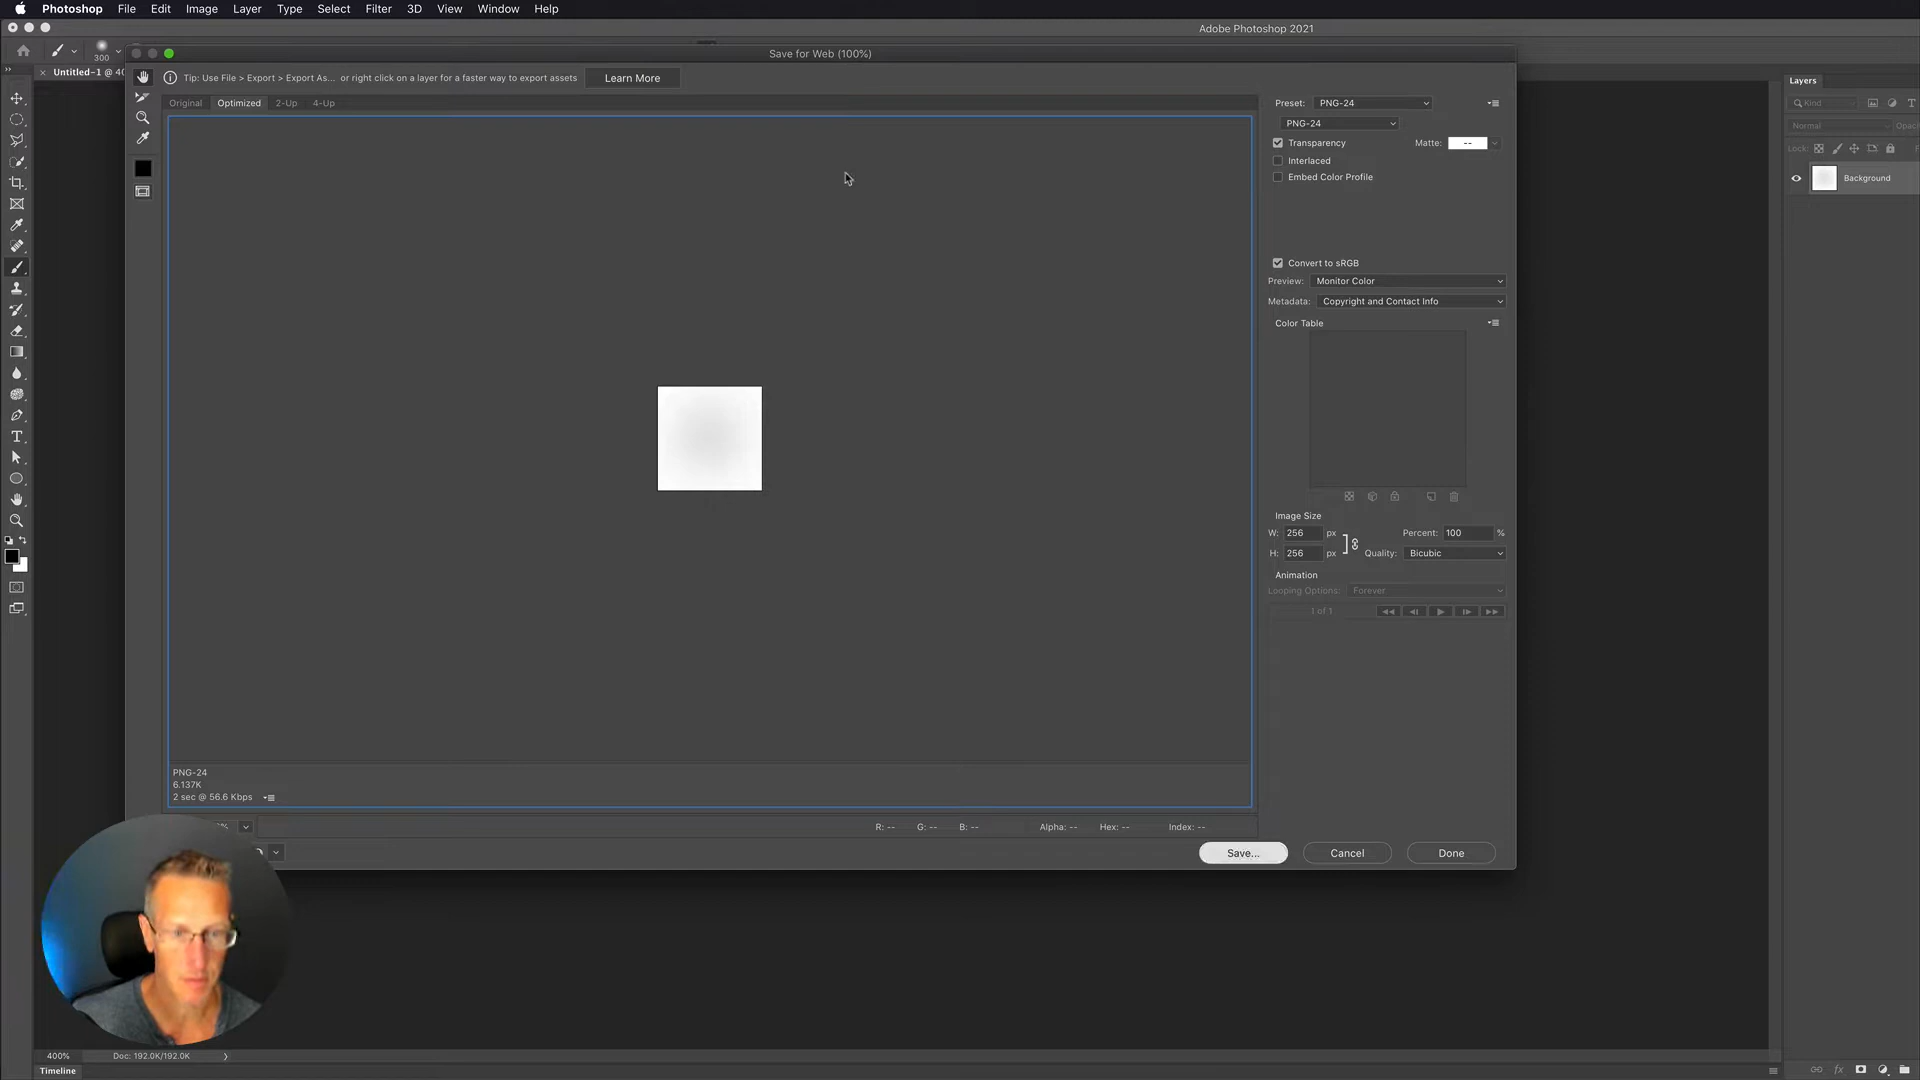 Photoshop File Edit Image Layer Type Select Filter 3D View Window Help
Adobe Photoshop 2021
300
Save for Web (100%)
Untitled-1 @ 40
Tip: Use File > Export > Export As... or right click on a layer for a faster way to export assets
Learn More
Original Optimized 2-Up 4-Up
Preset: PNG-24
PNG-24
Transparency
Matte: --
Interlaced
Embed Color Profile
Convert to sRGB
Preview: Monitor Color
Metadata: Copyright and Contact Info
Color Table
Image Size
W: 256 px
Percent: 100 %
H: 256 px
Quality: Bicubic
Animation
Looping Options: Forever
1 of 1
PNG-24
6.137K
2 sec @ 56.6 Kbps
R: -- G: -- B: -- Alpha: -- Hex: -- Index: --
Save... Cancel Done
Layers
Kind
Normal
Opac
Lock:
F
Background
400% Doc: 192.0K/192.0K
Timeline
fx